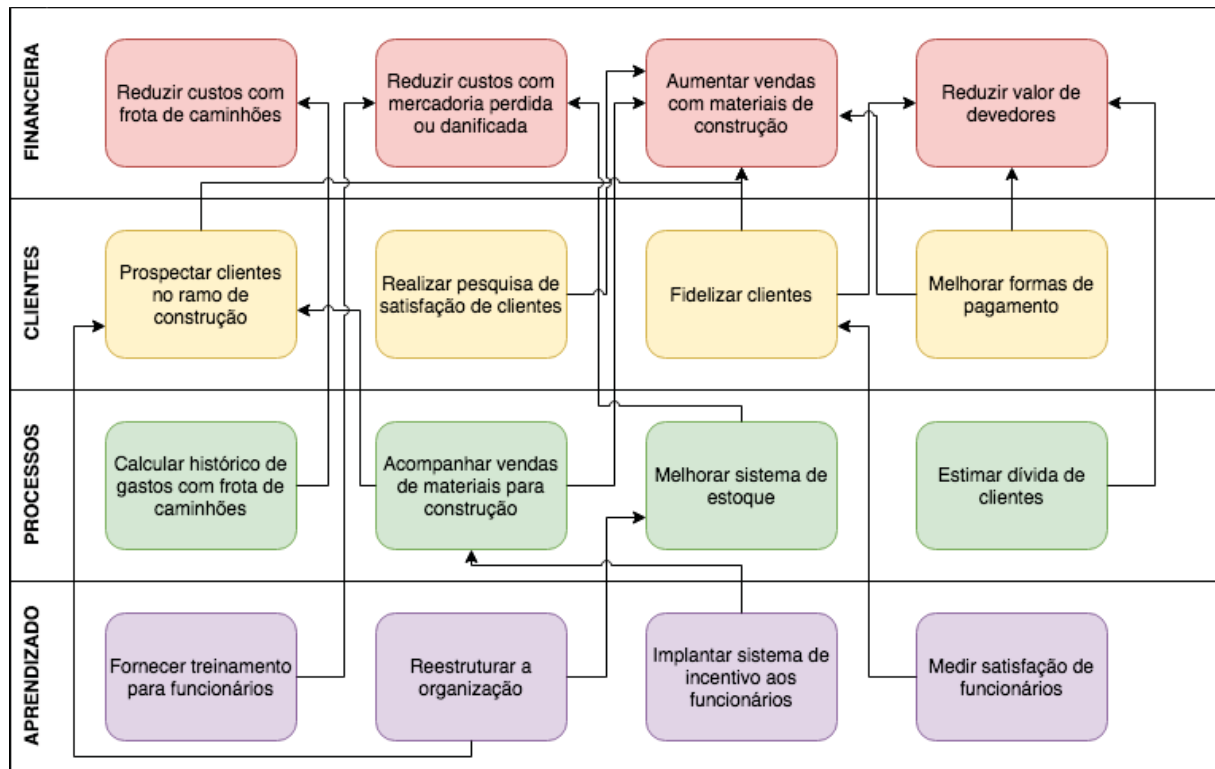 FINANCEIRA
Reduzir custos com
frota de caminhões
Reduzir custos com
mercadoria perdida
ou danificada
Aumentar vendas
com materiais de
construção
Reduzir valor de
devedores
CLIENTES
Prospectar clientes
no ramo de
construção
Realizar pesquisa de
satisfação de clientes
Fidelizar clientes
Melhorar formas de
pagamento
PROCESSOS
Calcular histórico de
gastos com frota de
caminhões
Acompanhar vendas
de materiais para
construção
Melhorar sistema de
estoque
Estimar dívida de
clientes
APRENDIZADO
Fornecer treinamento
para funcionários
Reestruturar a
organização
Implantar sistema de
incentivo aos
funcionários
Medir satisfação de
funcionários